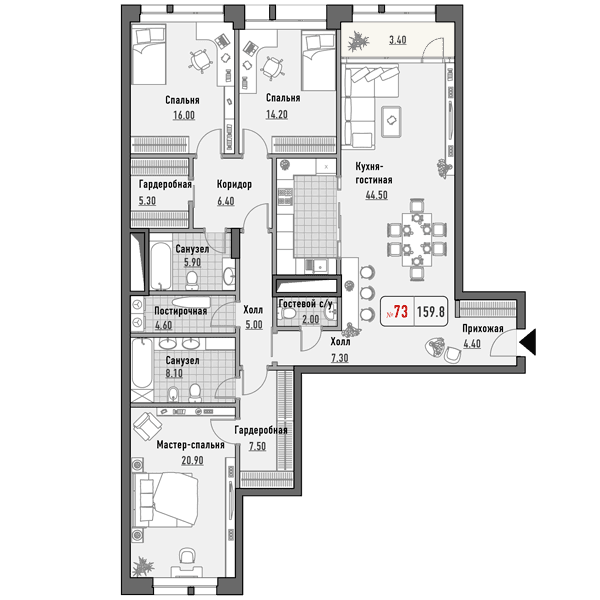 3.40
Спальня
16.00
Спальня
14.20
Кухня-
гостиная
44.50
Гардеробная
5.30
Коридор
6.40
Санузел
5.90
Постирочная
4.60
Холл
5.00
Гостевой с/у
2.00
№ 73 159.8
Прихожая
4.40
Холл
7.30
Санузел
8.10
Гардеробная
7.50
Мастер-спальня
20.90